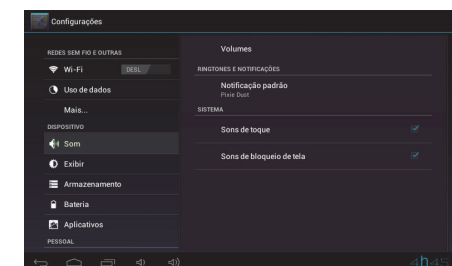 Configurações
REDES SEM FIO E OUTRAS
Wi-Fi
DESL
Uso de dados
Mais...
DISPOSITIVO
Som
Exibir
Armazenamento
Bateria
Aplicativos
PESSOAL
Volumes
RINGTONES E NOTIFICAÇÕES
Notificação padrão
Pixie Dust
SISTEMA
Sons de toque
Sons de bloqueio de tela
4h45